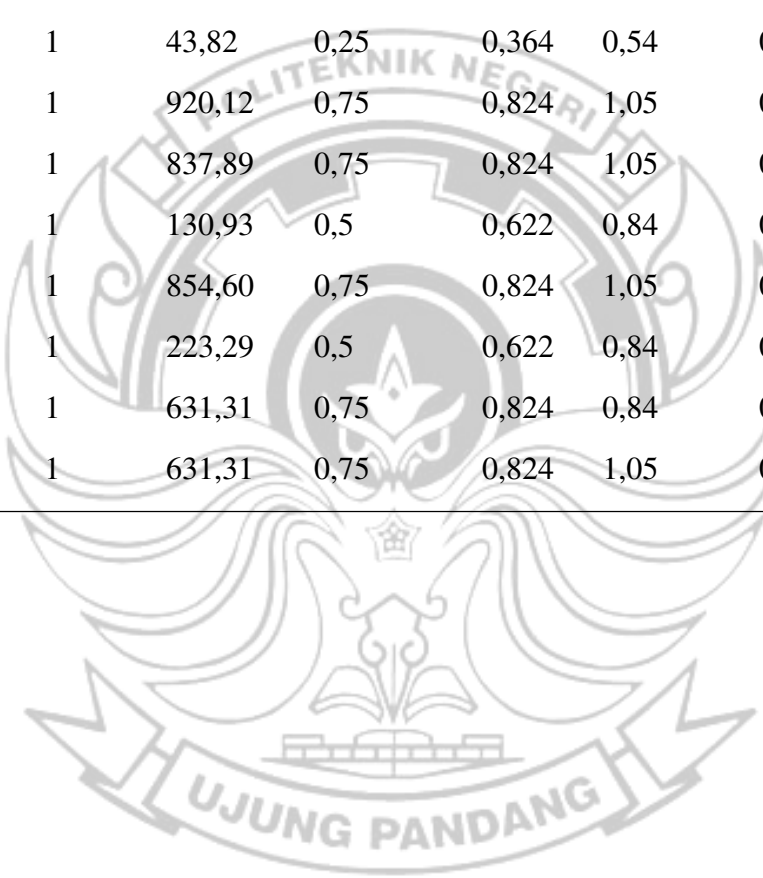 1 43,82 0,25 0,364 0,54
1 920,12 0,75 0,824 1,05
1 837,89 0,75 0,824 1,05
1 130,93 0,5 0,622 0,84
1 854,60 0,75 0,824 1,05
1 223,29 0,5 0,622 0,84
1 631,31 0,75 0,824 0,84
1 631,31 0,75 0,824 1,05
POLITEKNIK NEGERI
UJUNG PANDANG